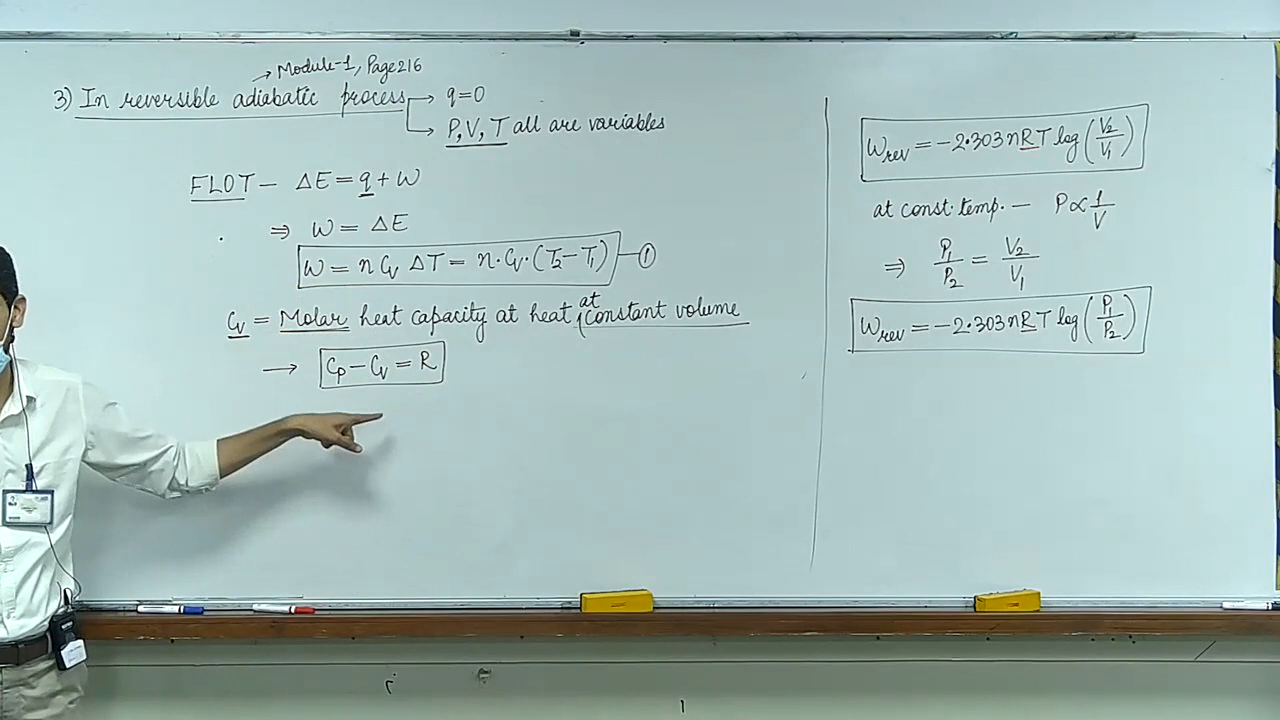 → Module-1, Page 216
3) In reversible adiabatic process → q=0
→ P, V, T all are variables
FLOT – ΔE = q + W
⇒ W = ΔE
W = n Cv ΔT = n·Cv·(T2 – T1) — ①
Cv = Molar heat capacity at heat at constant volume
→ Cp – Cv = R
Wrev = –2·303 nRT log(V2/V1)
at const. temp. – P ∝ 1/V
⇒ P1/P2 = V2/V1
Wrev = –2·303 nRT log(P1/P2)